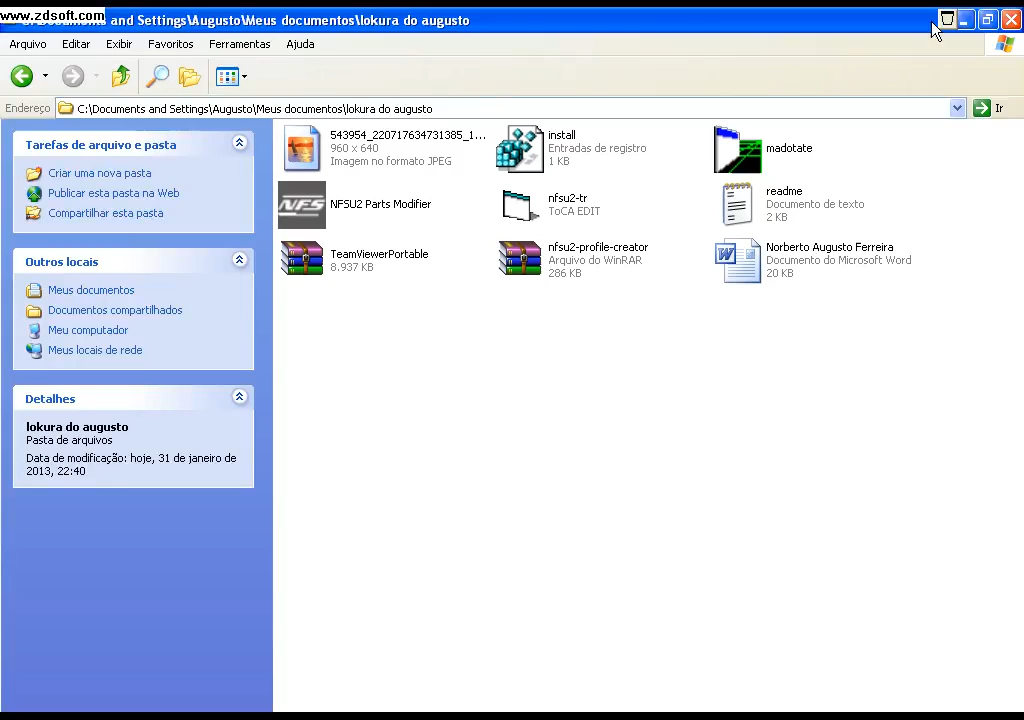 www.zdsoft.com and Settings\Augusto\Meus documentos\lokura do augusto
Arquivo Editar Exibir Favoritos Ferramentas Ajuda
Endereço C:\Documents and Settings\Augusto\Meus documentos\lokura do augusto Ir
Tarefas de arquivo e pasta
Criar uma nova pasta
Publicar esta pasta na Web
Compartilhar esta pasta
Outros locais
Meus documentos
Documentos compartilhados
Meu computador
Meus locais de rede
Detalhes
lokura do augusto
Pasta de arquivos
Data de modificação: hoje, 31 de janeiro de
2013, 22:40
543954_220717634731385_1...
960 x 640
Imagem no formato JPEG
install
Entradas de registro
1 KB
madotate
NFS
NFSU2 Parts Modifier
nfsu2-tr
ToCA EDIT
readme
Documento de texto
2 KB
TeamViewerPortable
8.937 KB
nfsu2-profile-creator
Arquivo do WinRAR
286 KB
W
Norberto Augusto Ferreira
Documento do Microsoft Word
20 KB